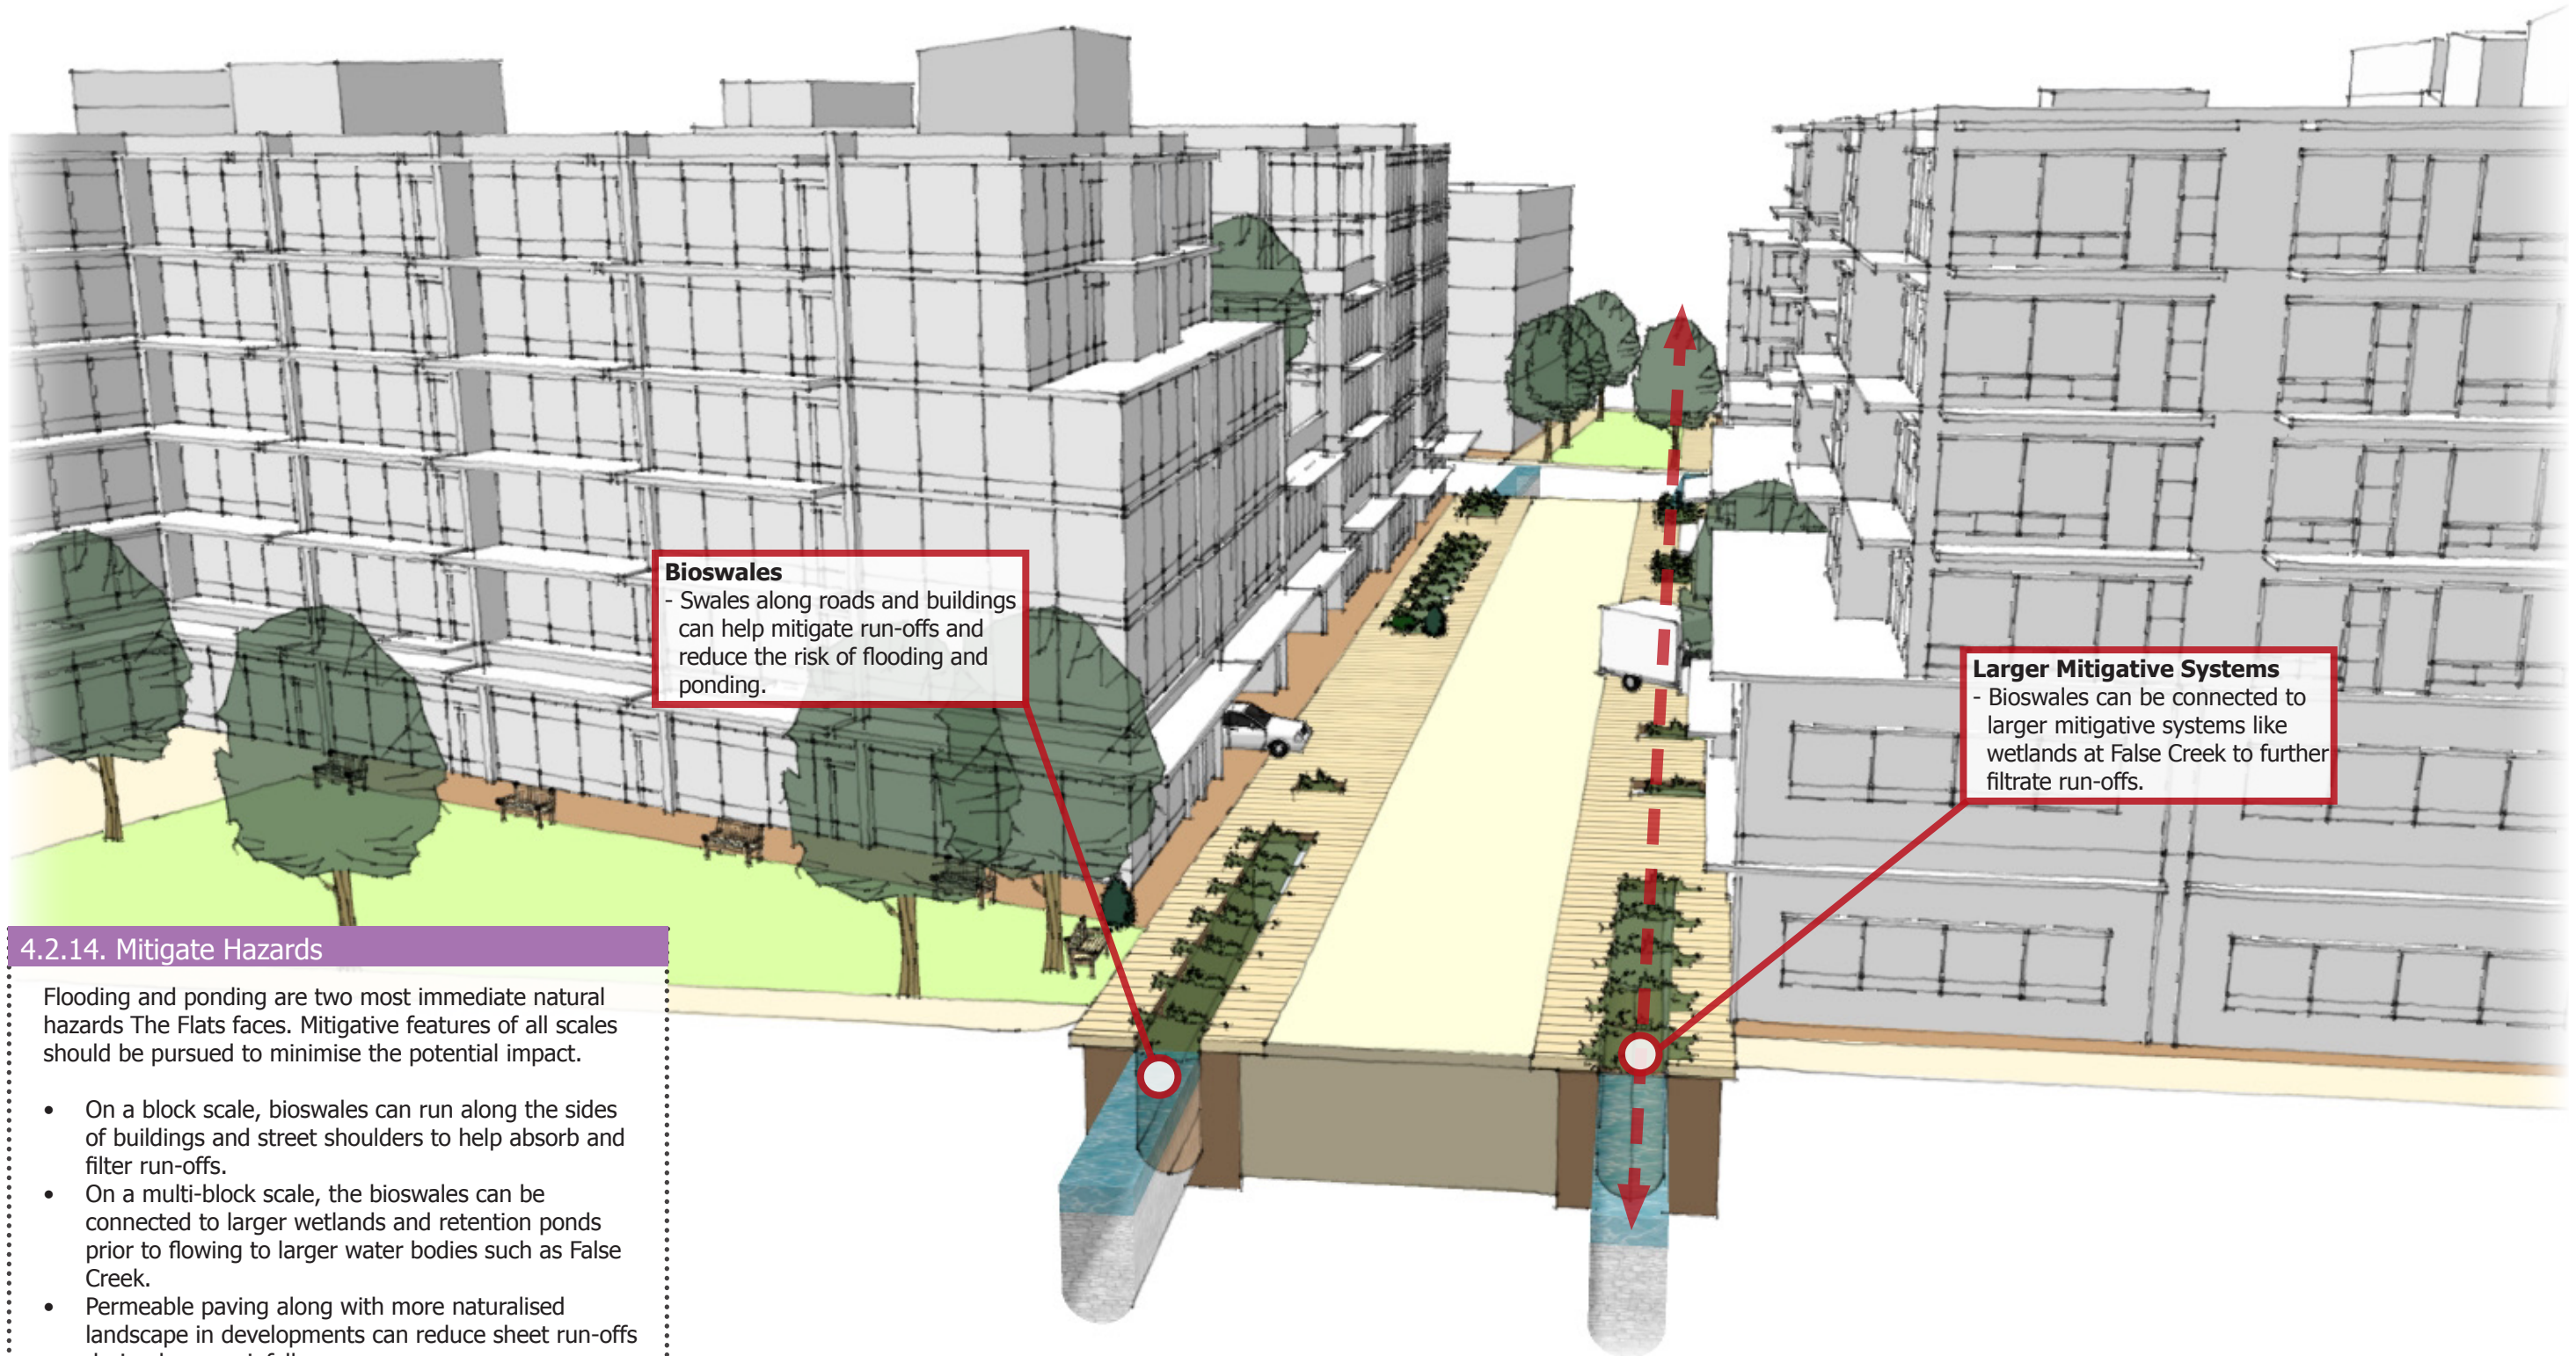 Bioswales
- Swales along roads and buildings
can help mitigate run-offs and
reduce the risk of flooding and
ponding.
Larger Mitigative Systems
- Bioswales can be connected to
larger mitigative systems like
wetlands at False Creek to further
filtrate run-offs.
4.2.14. Mitigate Hazards
Flooding and ponding are two most immediate natural
hazards The Flats faces. Mitigative features of all scales
should be pursued to minimise the potential impact.
• On a block scale, bioswales can run along the sides
of buildings and street shoulders to help absorb and
filter run-offs.
• On a multi-block scale, the bioswales can be
connected to larger wetlands and retention ponds
prior to flowing to larger water bodies such as False
Creek.
• Permeable paving along with more naturalised
landscape in developments can reduce sheet run-offs